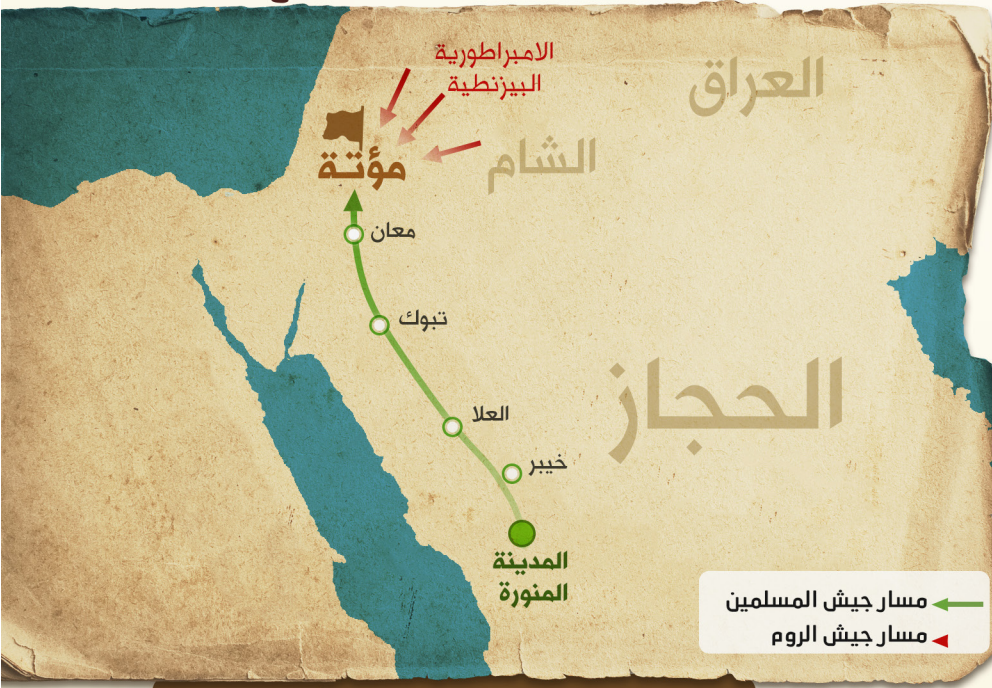 الامبراطورية
البيزنطية
العراق
الشام
مؤتة
معان
تبوك
العلا
خيبر
الحجاز
المدينة
المنورة
مسار جيش المسلمين
مسار جيش الروم